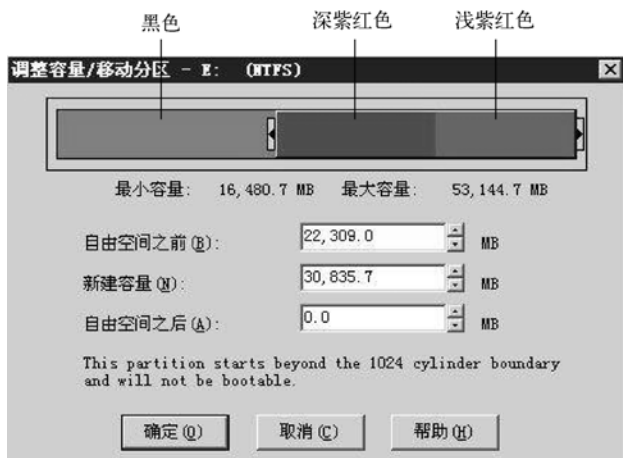 黑色 深紫红色 浅紫红色
调整容量/移动分区 - E: (NTFS)
最小容量: 16,480.7 MB 最大容量: 53,144.7 MB
自由空间之前(B): 22,309.0 MB
新建容量(N): 30,835.7 MB
自由空间之后(A): 0.0 MB
This partition starts beyond the 1024 cylinder boundary
and will not be bootable.
确定(O) 取消(C) 帮助(H)